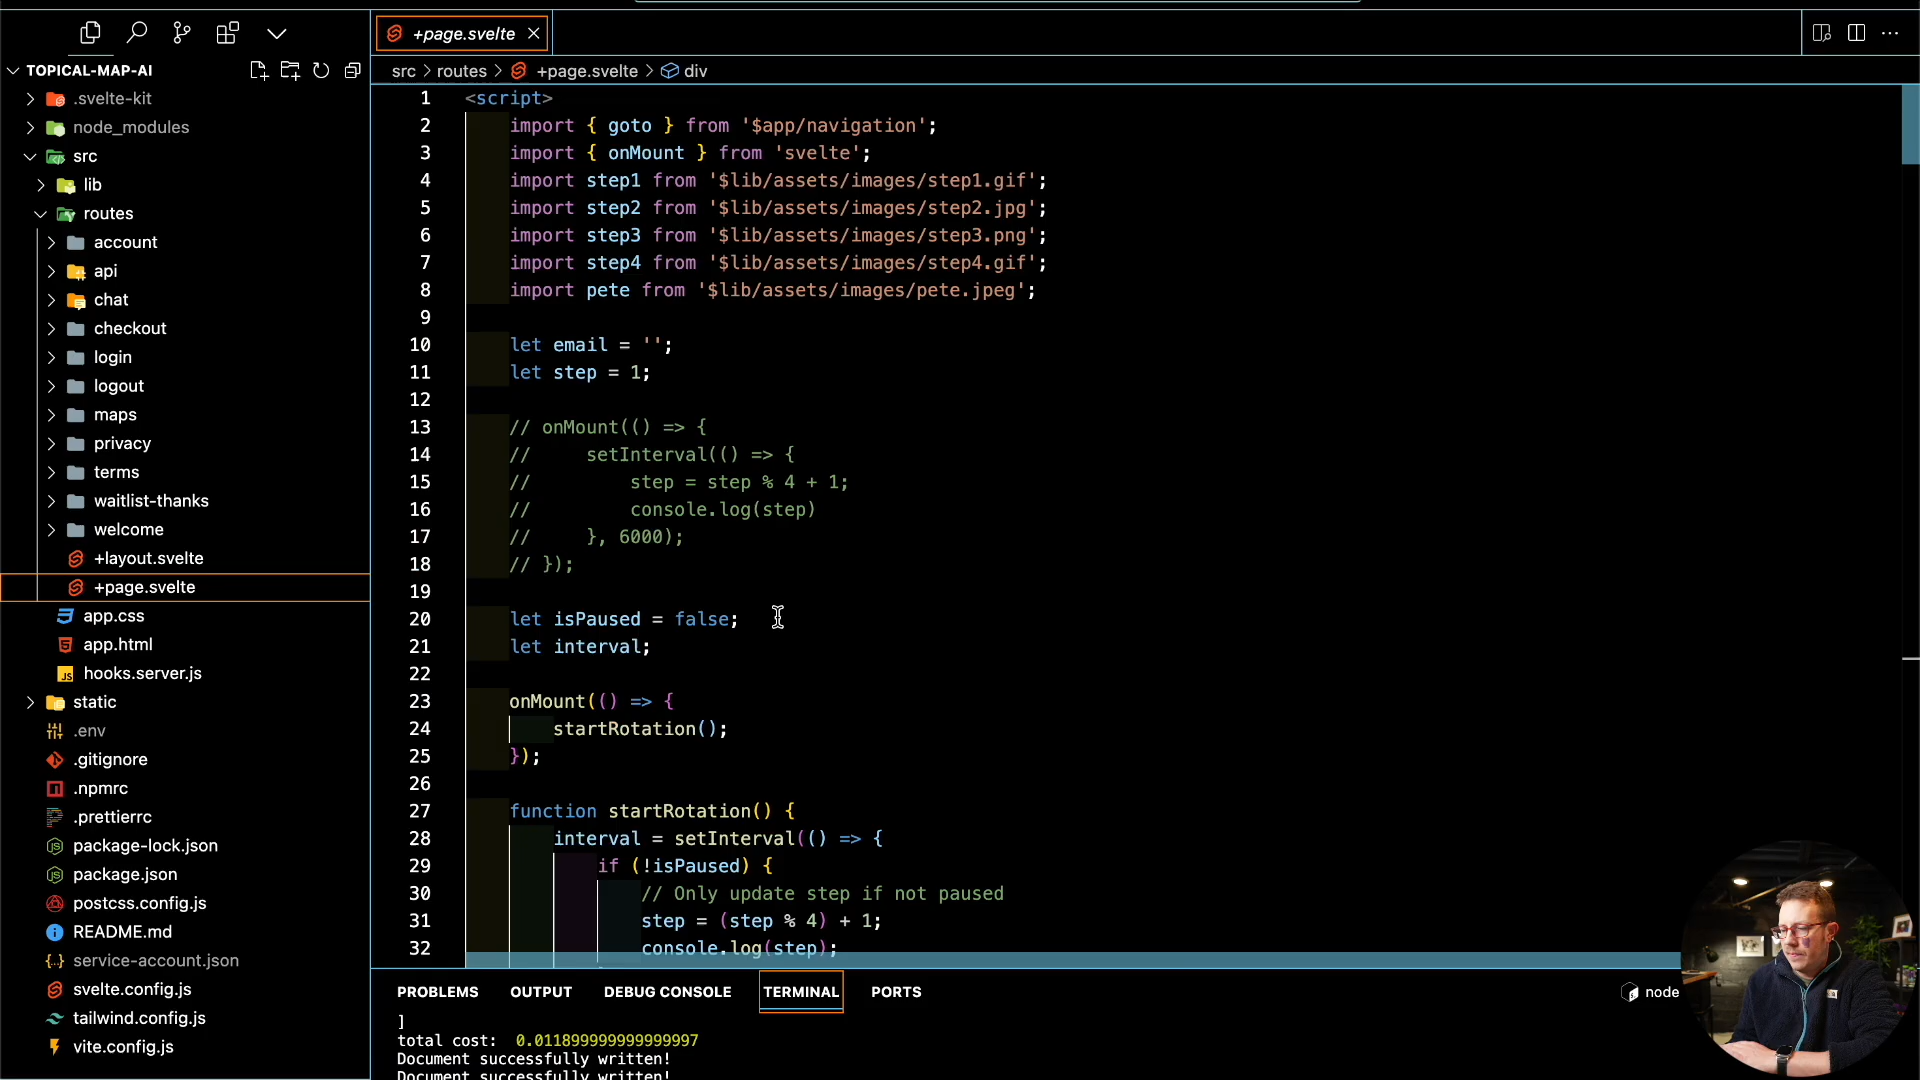 +page.svelte
TOPICAL-MAP-AI
.svelte-kit
node_modules
src
lib
routes
account
api
chat
checkout
login
logout
maps
privacy
terms
waitlist-thanks
welcome
+layout.svelte
+page.svelte
app.css
app.html
hooks.server.js
static
.env
.gitignore
.npmrc
.prettierrc
package-lock.json
package.json
postcss.config.js
README.md
service-account.json
svelte.config.js
tailwind.config.js
vite.config.js
src > routes > +page.svelte > div
1 <script>
2 import { goto } from '$app/navigation';
3 import { onMount } from 'svelte';
4 import step1 from '$lib/assets/images/step1.gif';
5 import step2 from '$lib/assets/images/step2.jpg';
6 import step3 from '$lib/assets/images/step3.png';
7 import step4 from '$lib/assets/images/step4.gif';
8 import pete from '$lib/assets/images/pete.jpeg';
9
10 let email = '';
11 let step = 1;
12
13 // onMount(() => {
14 // setInterval(() => {
15 // step = step % 4 + 1;
16 // console.log(step)
17 // }, 6000);
18 // });
19
20 let isPaused = false;
21 let interval;
22
23 onMount(() => {
24 startRotation();
25 });
26
27 function startRotation() {
28 interval = setInterval(() => {
29 if (!isPaused) {
30 // Only update step if not paused
31 step = (step % 4) + 1;
32 console.log(step);
PROBLEMS OUTPUT DEBUG CONSOLE TERMINAL PORTS
node
]
total cost: 0.011899999999999997
Document successfully written!
Document successfully written!